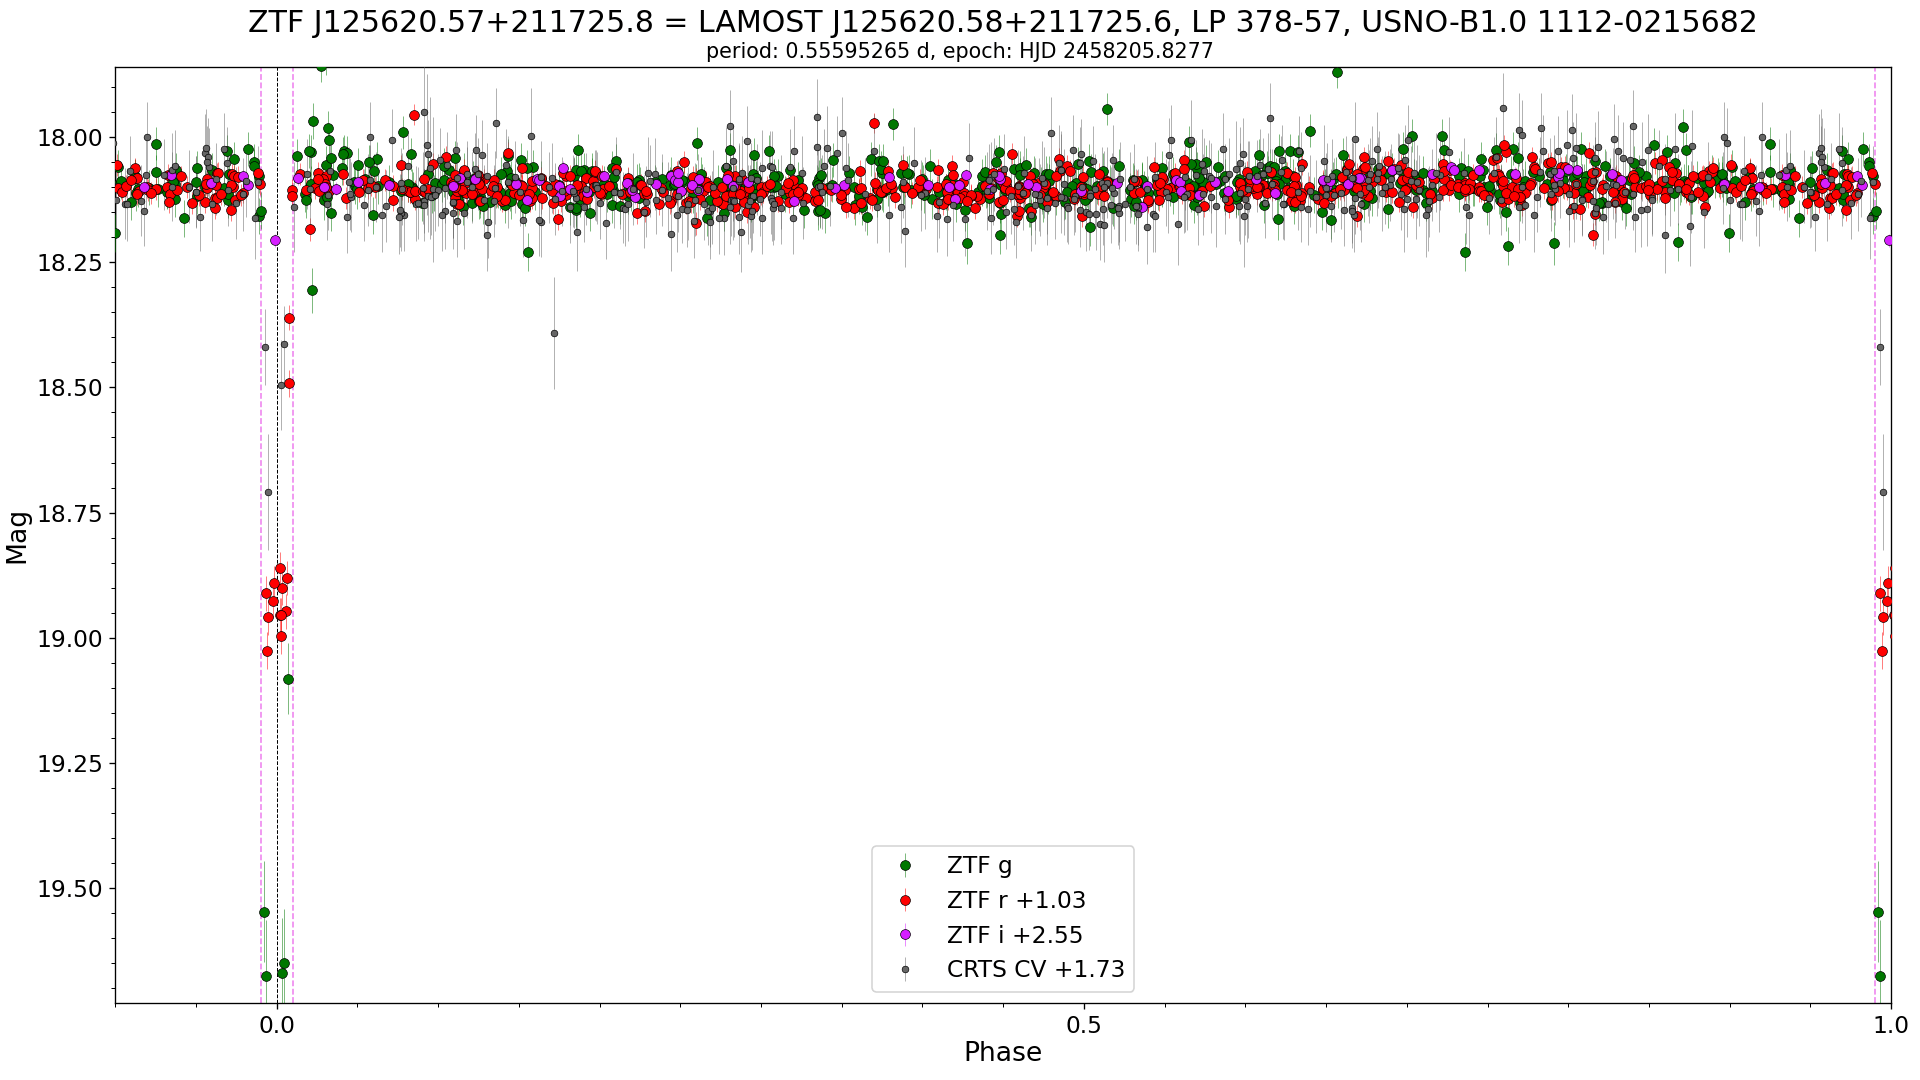 ZTF J125620.57+211725.8 = LAMOST J125620.58+211725.6, LP 378-57, USNO-B1.0 1112-0215682
period: 0.55595265 d, epoch: HJD 2458205.8277
18.00
18.25
18.50
18.75
19.00
19.25
19.50
Mag
ZTF g
ZTF r +1.03
ZTF i +2.55
CRTS CV +1.73
0.0
0.5
1.0
Phase